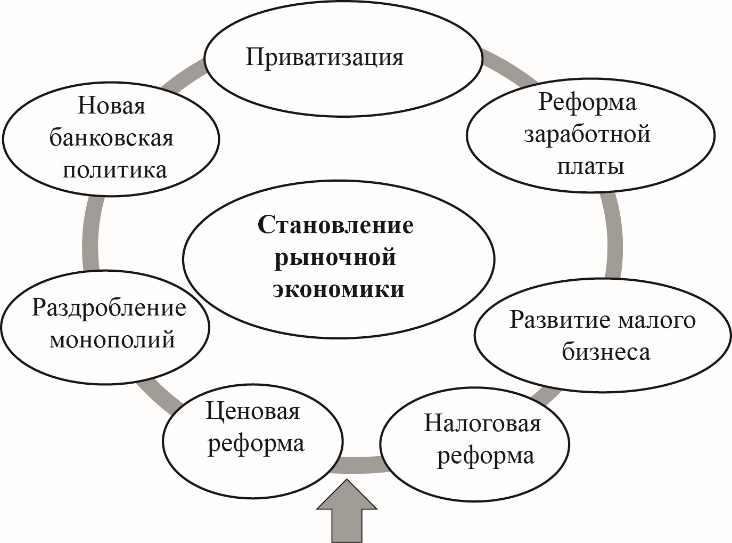 Приватизация
Реформа
заработной
платы
Развитие малого
бизнеса
Налоговая
реформа
Ценовая
реформа
Раздробление
монополий
Новая
банковская
политика
Становление
рыночной
экономики